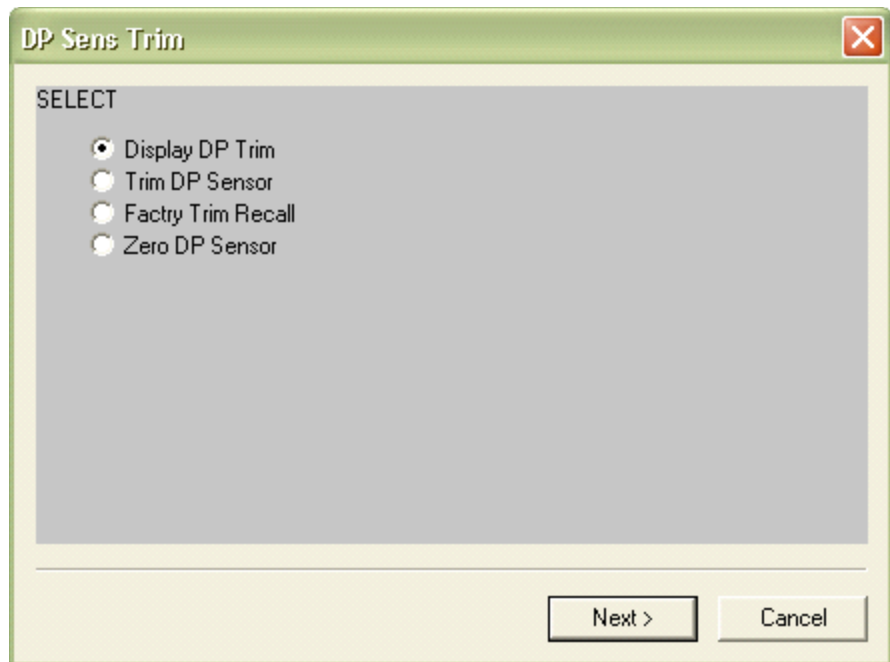 DP Sens Trim
SELECT
Display DP Trim
Trim DP Sensor
Factry Trim Recall
Zero DP Sensor
Next >
Cancel